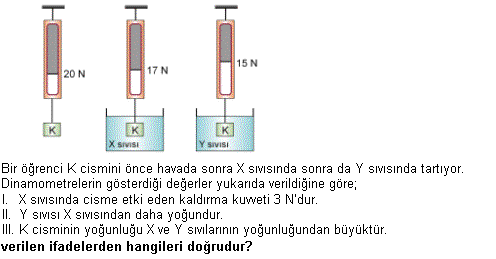 20 N
17 N
15 N
K
K
K
X sıvısı
Y sıvısı
Bir öğrenci K cismini önce havada sonra X sıvısında sonra da Y sıvısında tartıyor.
Dinamometrelerin gösterdiği değerler yukarıda verildiğine göre;
I. X sıvısında cisme etki eden kaldırma kuvveti 3 N'dur.
II. Y sıvısı X sıvısından daha yoğundur.
III. K cisminin yoğunluğu X ve Y sıvılarının yoğunluğundan büyüktür.
verilen ifadelerden hangileri doğrudur?